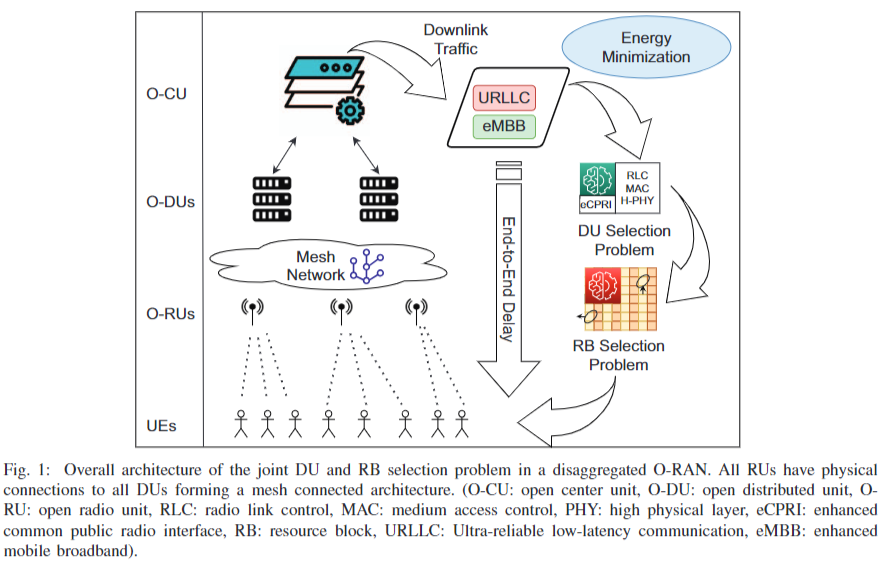 Downlink
Traffic
Energy
Minimization
O-CU
URLLC
eMBB
O-DUs
RLC
MAC
H-PHY
eCPRI
DU Selection
Problem
Mesh
Network
End-to-End Delay
O-RUs
RB Selection
Problem
UEs
Fig. 1: Overall architecture of the joint DU and RB selection problem in a disaggregated O-RAN. All RUs have physical
connections to all DUs forming a mesh connected architecture. (O-CU: open center unit, O-DU: open distributed unit, O-
RU: open radio unit, RLC: radio link control, MAC: medium access control, PHY: high physical layer, eCPRI: enhanced
common public radio interface, RB: resource block, URLLC: Ultra-reliable low-latency communication, eMBB: enhanced
mobile broadband).